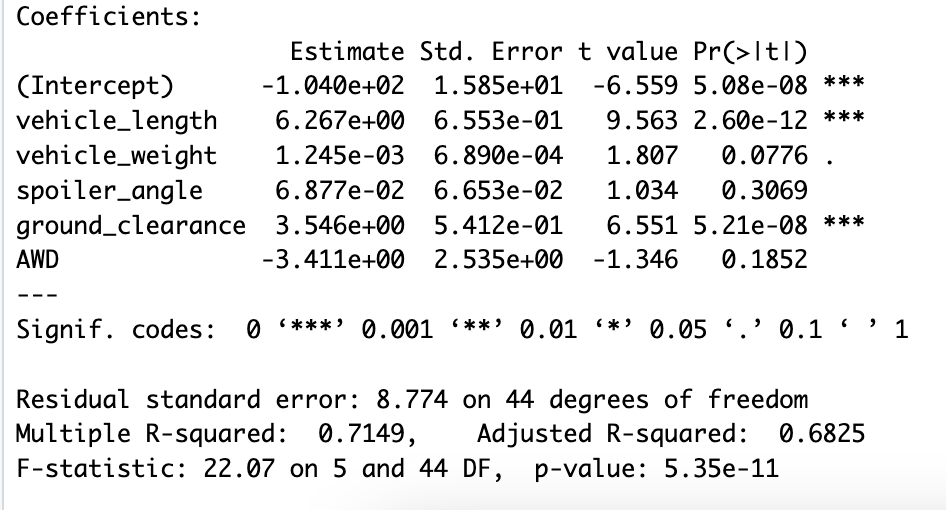 Coefficients:
Estimate Std. Error t value Pr(>|t|)
(Intercept) -1.040e+02 1.585e+01 -6.559 5.08e-08 ***
vehicle_length 6.267e+00 6.553e-01 9.563 2.60e-12 ***
vehicle_weight 1.245e-03 6.890e-04 1.807 0.0776 .
spoiler_angle 6.877e-02 6.653e-02 1.034 0.3069
ground_clearance 3.546e+00 5.412e-01 6.551 5.21e-08 ***
AWD -3.411e+00 2.535e+00 -1.346 0.1852
---
Signif. codes: 0 ‘***’ 0.001 ‘**’ 0.01 ‘*’ 0.05 ‘.’ 0.1 ‘ ’ 1
Residual standard error: 8.774 on 44 degrees of freedom
Multiple R-squared: 0.7149, Adjusted R-squared: 0.6825
F-statistic: 22.07 on 5 and 44 DF, p-value: 5.35e-11